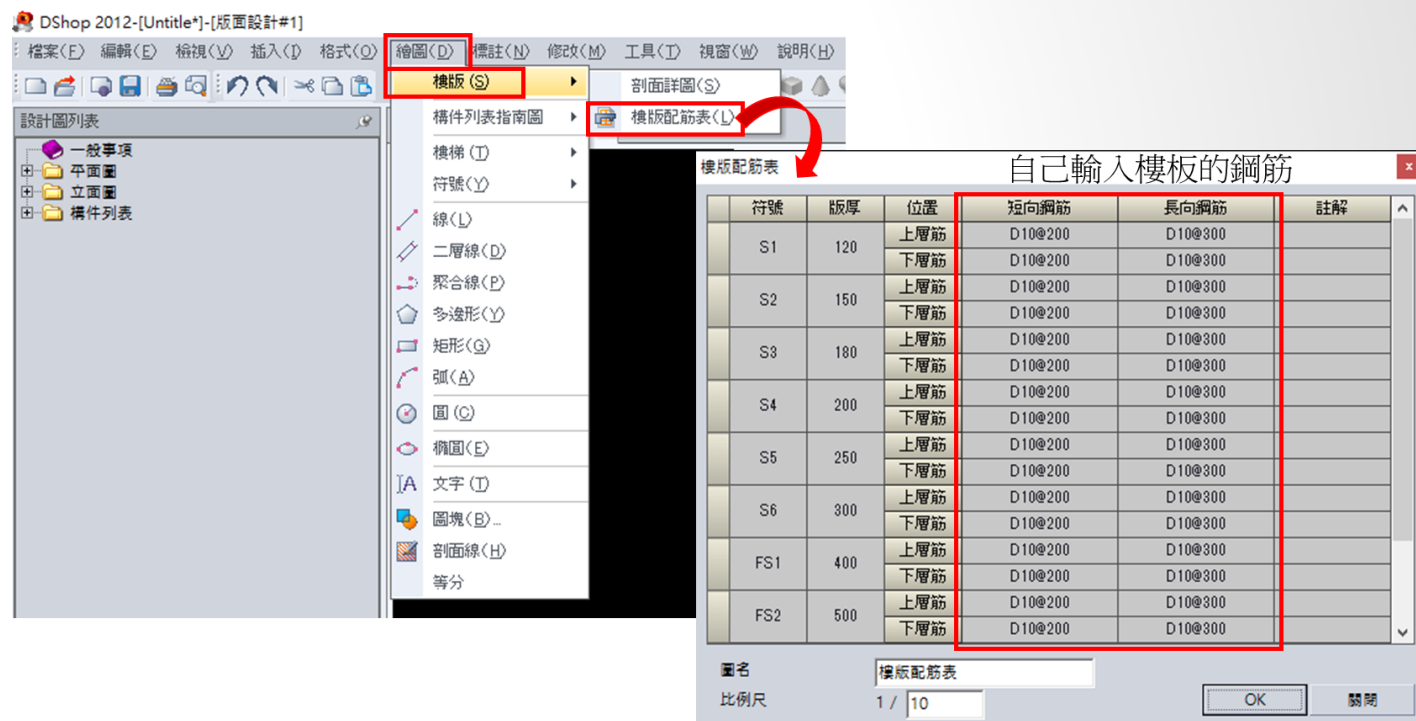 DShop 2012-[Untitle*]-[版面設計#1]
檔案(F) 編輯(E) 檢視(V) 插入(I) 格式(O) 繪圖(D) 標註(N) 修改(M) 工具(T) 視窗(W) 說明(H)
設計圖列表
一般事項
平面圖
立面圖
構件列表
樓版(S)
構件列表指南圖
樓梯(T)
符號(Y)
線(L)
二層線(D)
聚合線(P)
多邊形(Y)
矩形(G)
弧(A)
圓(C)
橢圓(E)
文字(T)
圖塊(B)...
剖面線(H)
等分
剖面詳圖(S)
樓版配筋表(L)
樓版配筋表
自己輸入樓板的鋼筋
符號 版厚 位置 短向鋼筋 長向鋼筋 註解
S1 120 上層筋 D10@200 D10@300
下層筋 D10@200 D10@300
S2 150 上層筋 D10@200 D10@300
下層筋 D10@200 D10@300
S3 180 上層筋 D10@200 D10@300
下層筋 D10@200 D10@300
S4 200 上層筋 D10@200 D10@300
下層筋 D10@200 D10@300
S5 250 上層筋 D10@200 D10@300
下層筋 D10@200 D10@300
S6 300 上層筋 D10@200 D10@300
下層筋 D10@200 D10@300
FS1 400 上層筋 D10@200 D10@300
下層筋 D10@200 D10@300
FS2 500 上層筋 D10@200 D10@300
下層筋 D10@200 D10@300
圖名 樓版配筋表
比例尺 1 / 10
OK 關閉